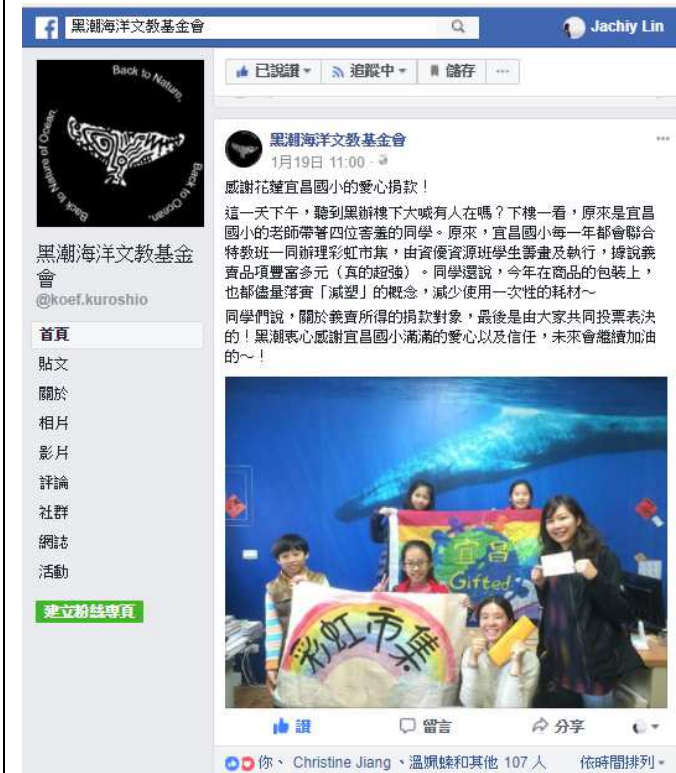 黑潮海洋文教基金會
Jachiy Lin
Back to Nature,
Back to Ocean,
Back to Nature of Ocean,
黑潮海洋文教基金
會
@koef.kuroshio
首頁
貼文
關於
相片
影片
評論
社群
網誌
活動
建立粉絲專頁
已說讚
追蹤中
儲存
黑潮海洋文教基金會
1月19日 11:00
感謝花蓮宜昌國小的愛心捐款!
這一天下午,聽到黑辦樓下大喊有人在嗎?下樓一看,原來是宜昌
國小的老師帶著四位害羞的同學。原來,宜昌國小每一年都會聯合
特教班一同辦理彩虹市集,由資優資源班學生籌畫及執行,據說義
賣品項豐富多元(真的超強)。同學還說,今年在商品的包裝上,
也都儘量落實「減塑」的概念,減少使用一次性的耗材~
同學們說,關於義賣所得的捐款對象,最後是由大家共同投票表決
的!黑潮衷心感謝宜昌國小滿滿的愛心以及信任,未來會繼續加油
的~!
宜昌
Gifted
彩虹市集
讚
留言
分享
你、Christine Jiang、溫姵蓁和其他 107 人
依時間排列